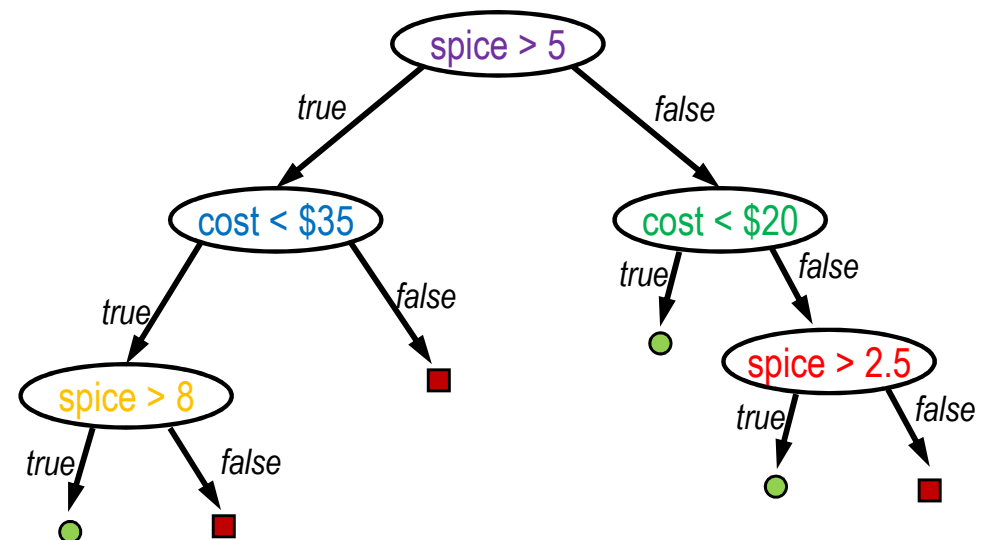 spice > 5
true
false
cost < $35
cost < $20
true
false
true
false
spice > 8
spice > 2.5
true
false
true
false